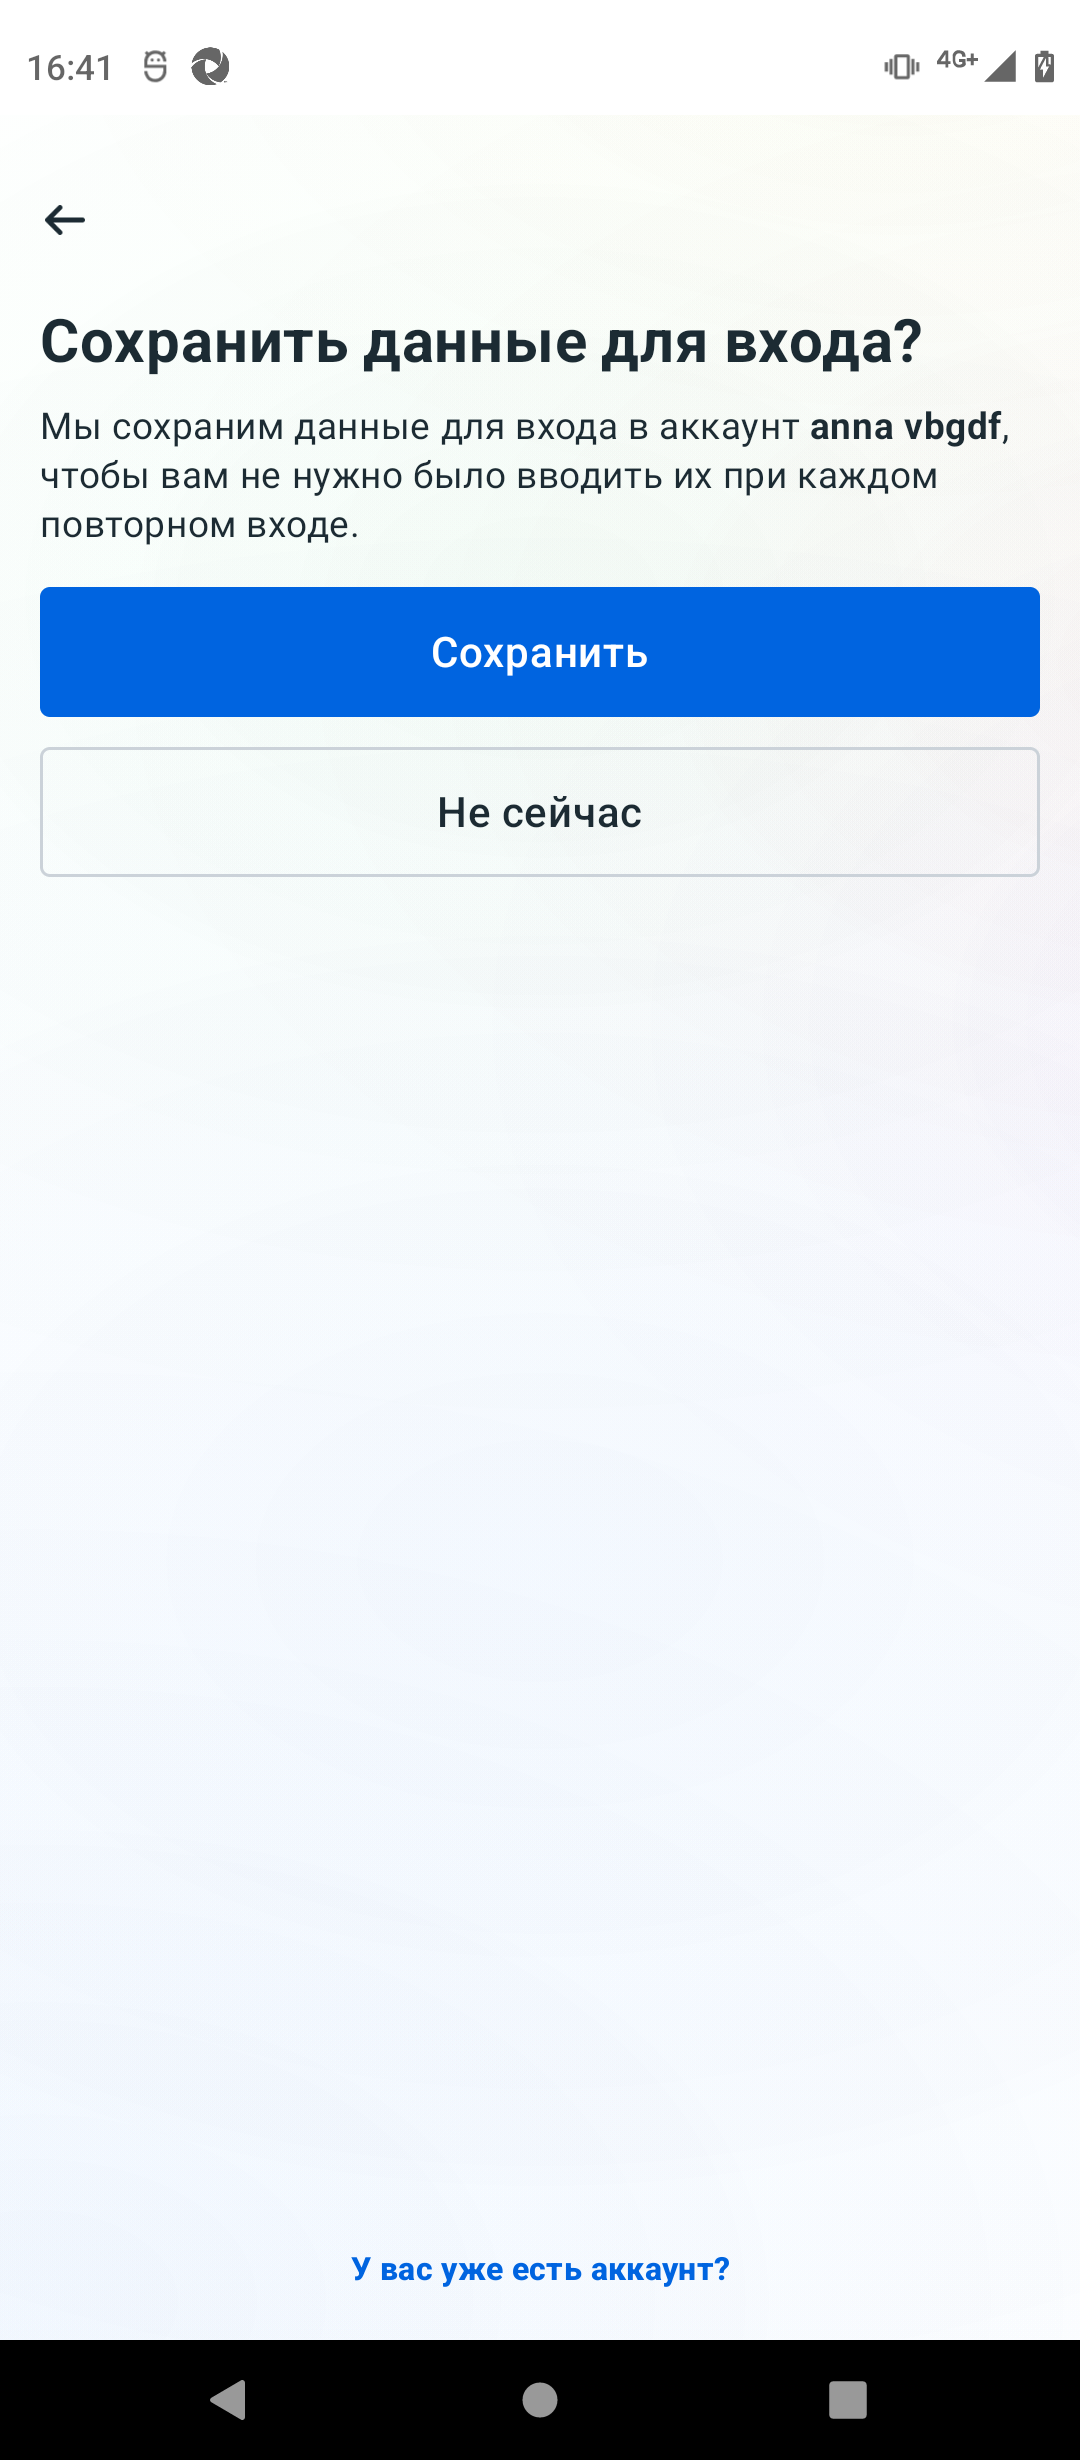 16:41
4G+
Сохранить данные для входа?
Мы сохраним данные для входа в аккаунт anna vbgdf,
чтобы вам не нужно было вводить их при каждом
повторном входе.
Сохранить
Не сейчас
У вас уже есть аккаунт?